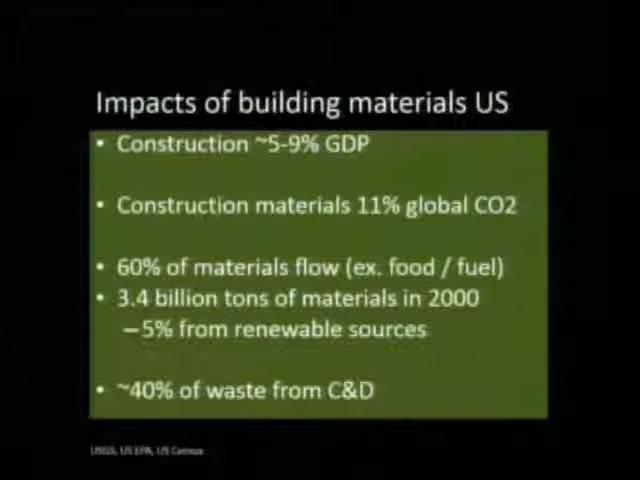 Impacts of building materials US
• Construction ~5-9% GDP
• Construction materials 11% global CO2
• 60% of materials flow (ex. food / fuel)
• 3.4 billion tons of materials in 2000
–5% from renewable sources
• ~40% of waste from C&D
USGS, US EPA, US Census